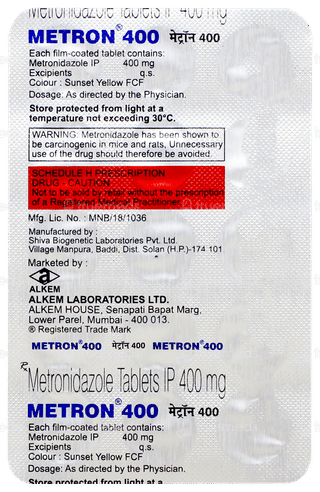 Metronidazole Tablets IP 400 mg
METRON® 400 मेट्रॉन 400
Each film-coated tablet contains:
Metronidazole IP 400 mg
Excipients q.s.
Colour : Sunset Yellow FCF
Dosage: As directed by the Physician.
Store protected from light at a
temperature not exceeding 30°C.
WARNING: Metronidazole has been shown to
be carcinogenic in mice and rats, Unnecessary
use of the drug should therefore be avoided.
SCHEDULE H PRESCRIPTION
DRUG - CAUTION
Not to be sold by retail without the prescription
of a Registered Medical Practitioner.
Mfg. Lic. No. : MNB/18/1036
Manufactured by :
Shiva Biogenetic Laboratories Pvt. Ltd.
Village Manpura, Baddi, Dist. Solan (H.P.)-174 101
Marketed by :
a
ALKEM
ALKEM LABORATORIES LTD.
ALKEM HOUSE, Senapati Bapat Marg,
Lower Parel, Mumbai - 400 013.
® Registered Trade Mark
METRON®400 मेट्रॉन 400 METRON®400
Rx Metronidazole Tablets IP 400 mg
METRON® 400 मेट्रॉन 400
Each film-coated tablet contains:
Metronidazole IP 400 mg
Excipients q.s.
Colour : Sunset Yellow FCF
Dosage: As directed by the Physician.
Store protected from light at a